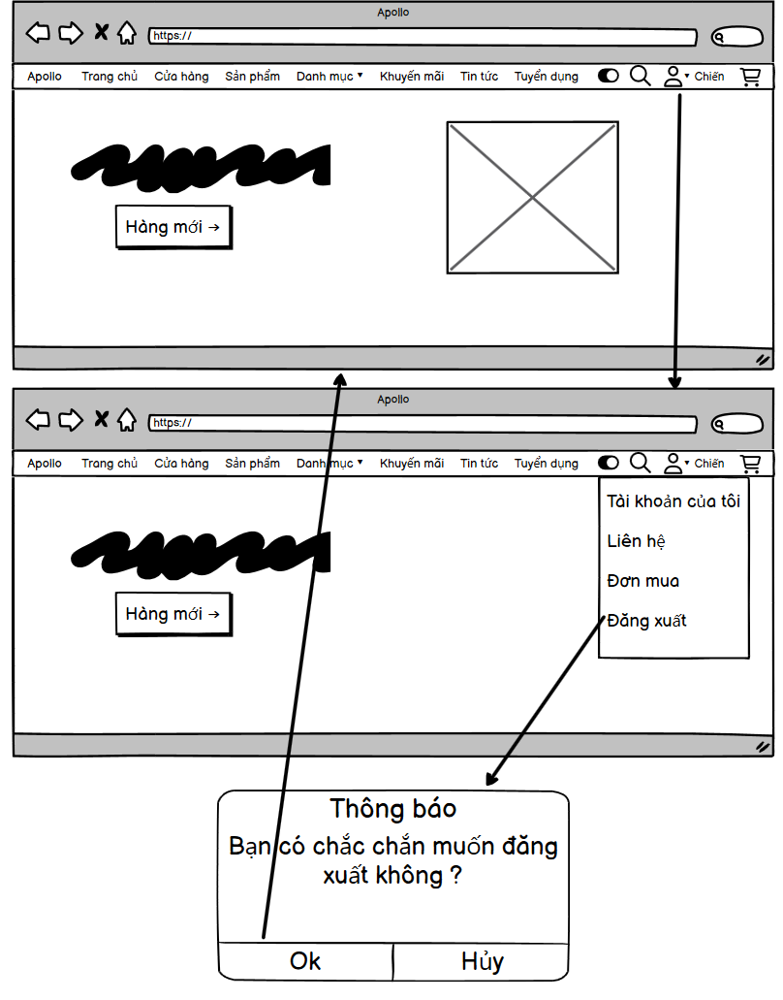 Apollo
https://
Apollo Trang chủ Cửa hàng Sản phẩm Danh mục Khuyến mãi Tin tức Tuyển dụng Chiến
Hàng mới →
Apollo
https://
Apollo Trang chủ Cửa hàng Sản phẩm Danh mục Khuyến mãi Tin tức Tuyển dụng Chiến
Tài khoản của tôi
Liên hệ
Đơn mua
Hàng mới →
Đăng xuất
Thông báo
Bạn có chắc chắn muốn đăng
xuất không ?
Ok Hủy